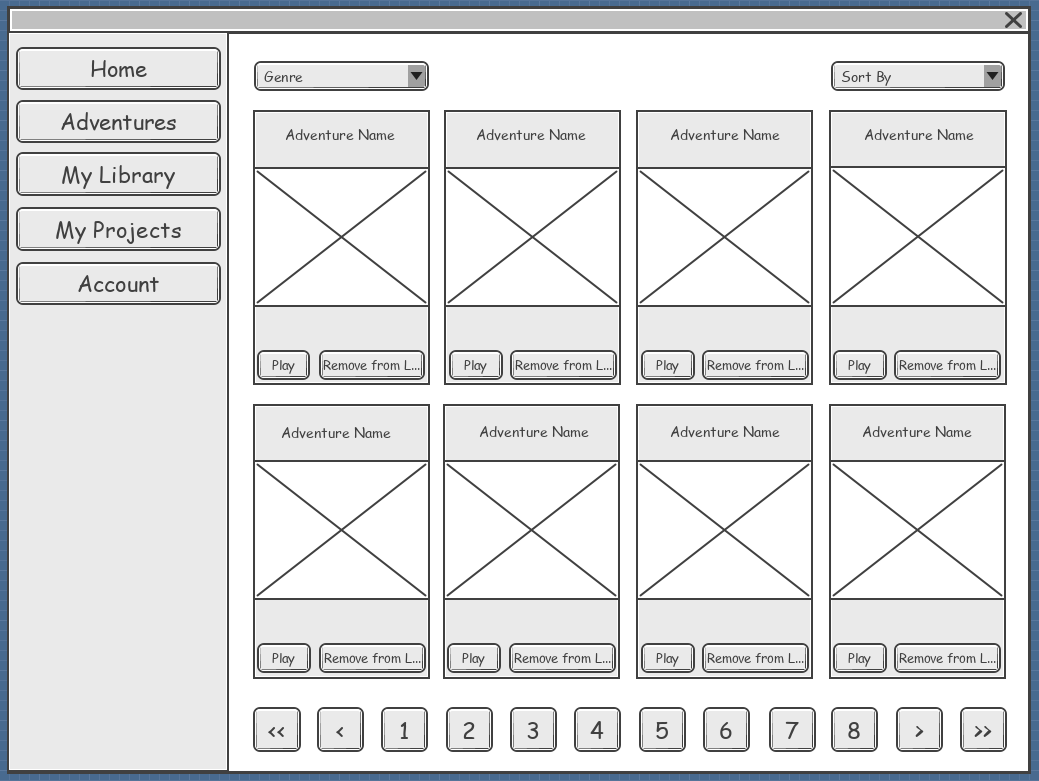 Home
Adventures
My Library
My Projects
Account
Genre
Sort By
Adventure Name
Adventure Name
Adventure Name
Adventure Name
Play
Remove from L...
Play
Remove from L...
Play
Remove from L...
Play
Remove from L...
Adventure Name
Adventure Name
Adventure Name
Adventure Name
Play
Remove from L...
Play
Remove from L...
Play
Remove from L...
Play
Remove from L...
<< < 1 2 3 4 5 6 7 8 > >>